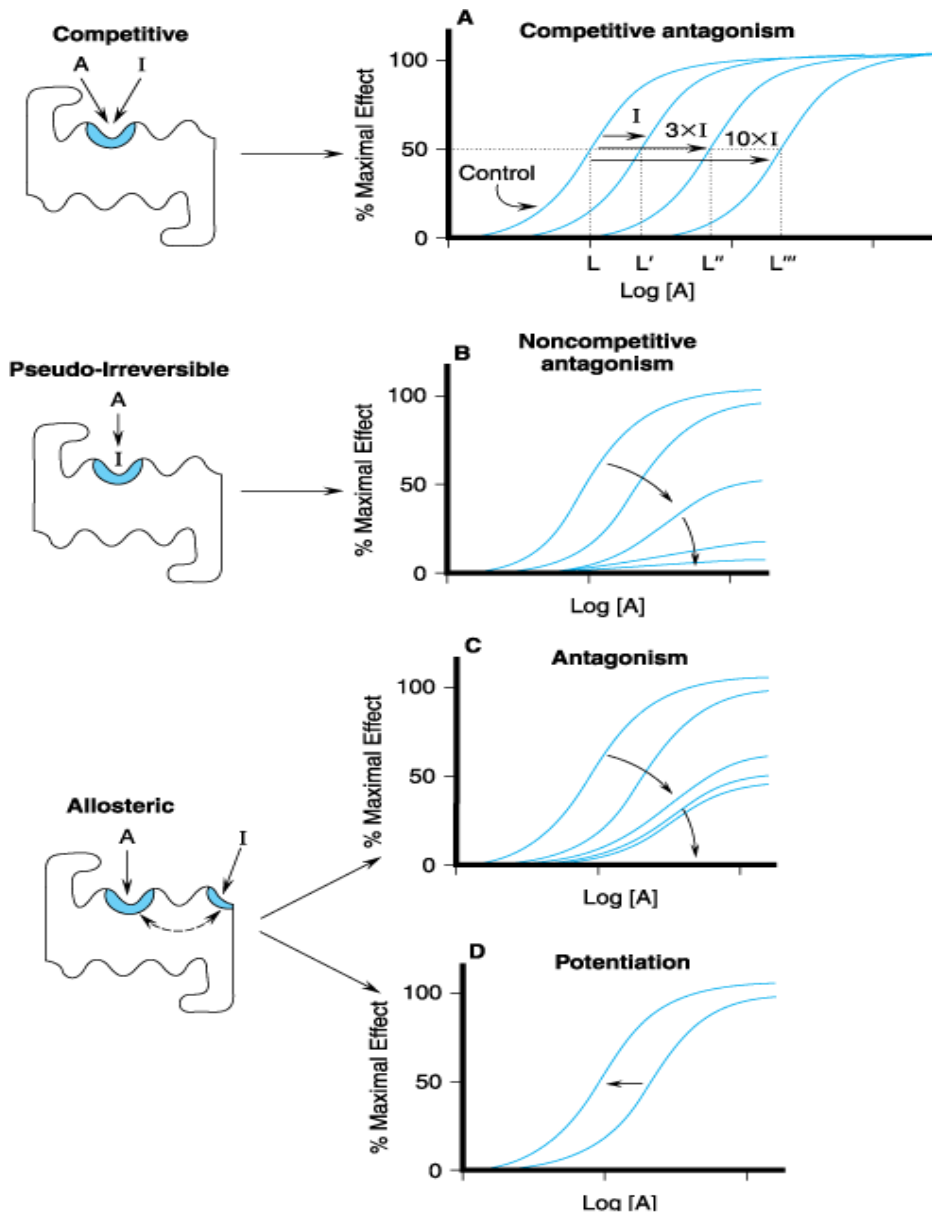 Competitive
A I
A
Competitive antagonism
% Maximal Effect
100
50
0
I
3×I
10×I
Control
L L′ L″ L‴
Log [A]
Pseudo-Irreversible
A
I
B
Noncompetitive
antagonism
% Maximal Effect
100
50
0
Log [A]
Allosteric
A I
C
Antagonism
% Maximal Effect
100
50
0
Log [A]
D
Potentiation
% Maximal Effect
100
50
0
Log [A]